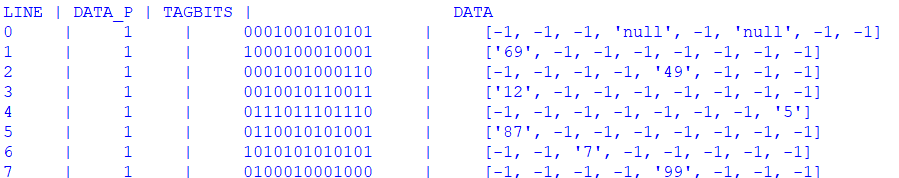 LINE | DATA_P | TAGBITS | DATA
0 | 1 | 0001001010101 | [-1, -1, -1, 'null', -1, 'null', -1, -1]
1 | 1 | 1000100010001 | ['69', -1, -1, -1, -1, -1, -1, -1]
2 | 1 | 0001001000110 | [-1, -1, -1, -1, '49', -1, -1, -1]
3 | 1 | 0010010110011 | ['12', -1, -1, -1, -1, -1, -1, -1]
4 | 1 | 0111011101110 | [-1, -1, -1, -1, -1, -1, -1, '5']
5 | 1 | 0110010101001 | ['87', -1, -1, -1, -1, -1, -1, -1]
6 | 1 | 1010101010101 | [-1, -1, '7', -1, -1, -1, -1, -1]
7 | 1 | 0100010001000 | [-1, -1, -1, -1, '99', -1, -1, -1]